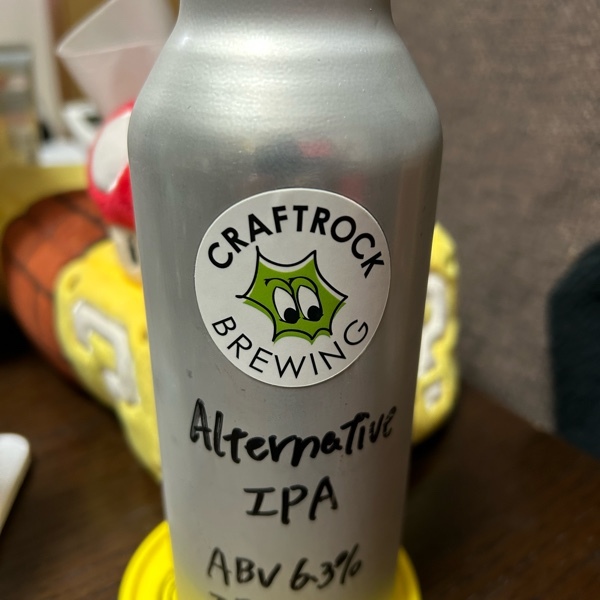 CRAFTROCK
BREWING
Alternative
IPA
ABV 6.3%